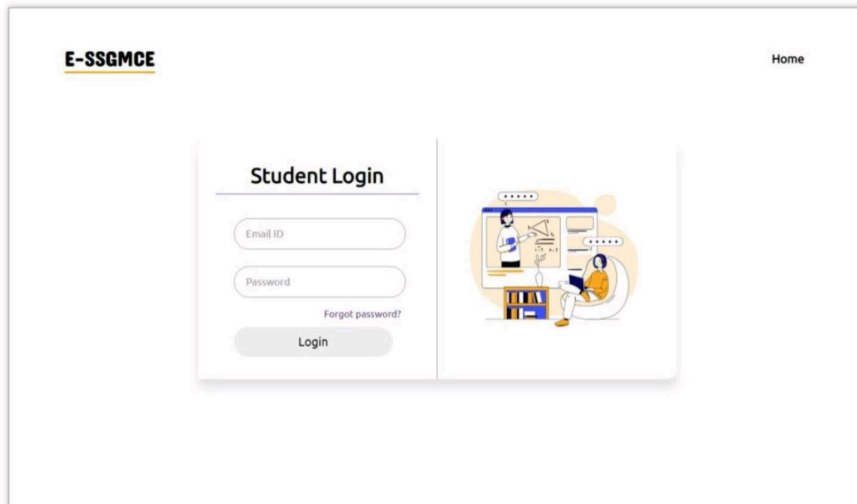 E-SSGMCE
Home
Student Login
Email ID
Password
Forgot password?
Login